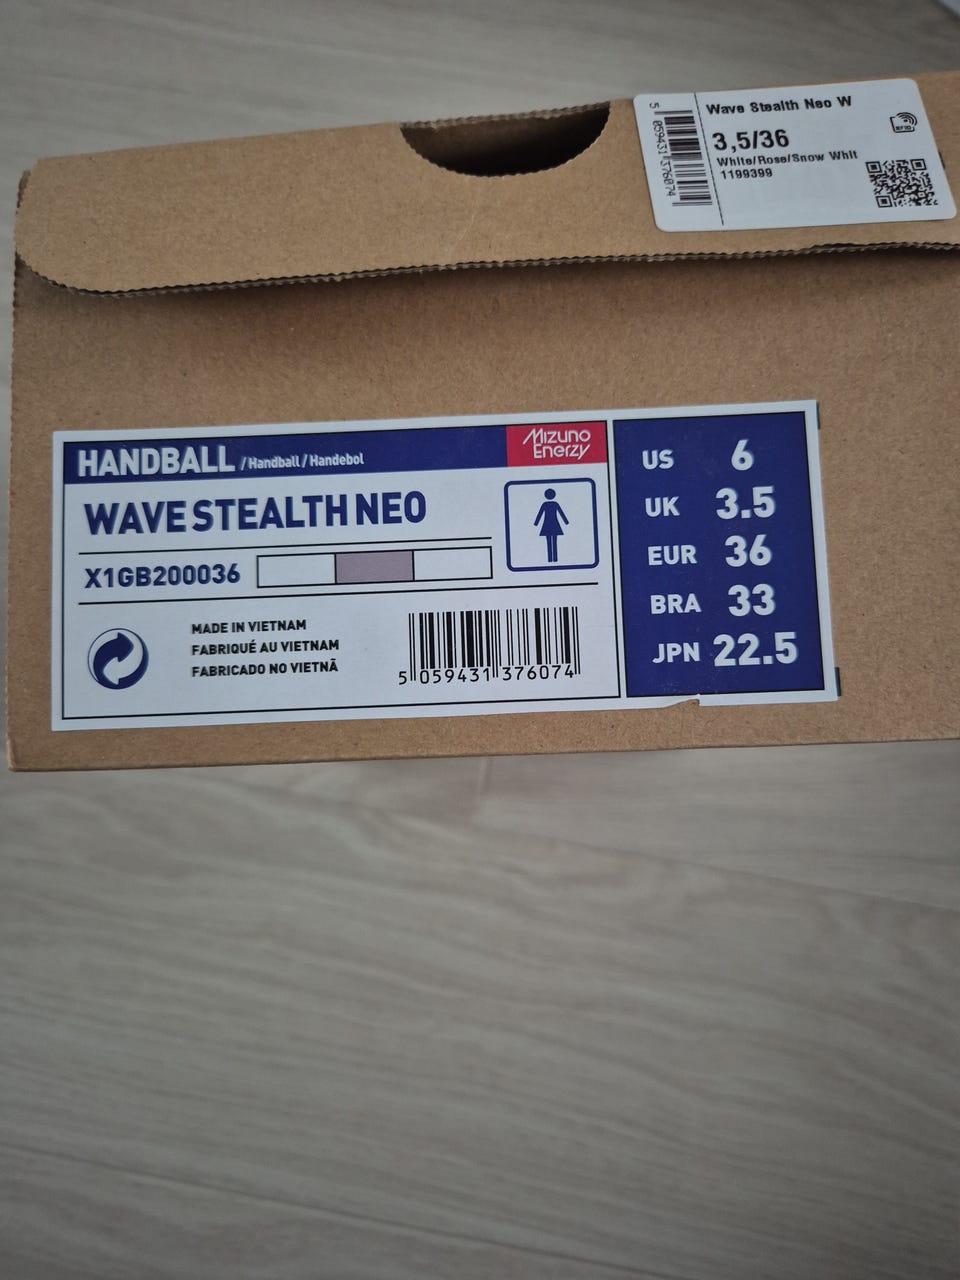 Wave Stealth Neo W
3,5/36
White/Rose/Snow Whit
1199399
5 059431 376074
RFID
HANDBALL / Handball / Handebol
Mizuno
Enerzy
WAVE STEALTH NEO
X1GB200036
MADE IN VIETNAM
FABRIQUÉ AU VIETNAM
FABRICADO NO VIETNÃ
5 059431 376074
US 6
UK 3.5
EUR 36
BRA 33
JPN 22.5